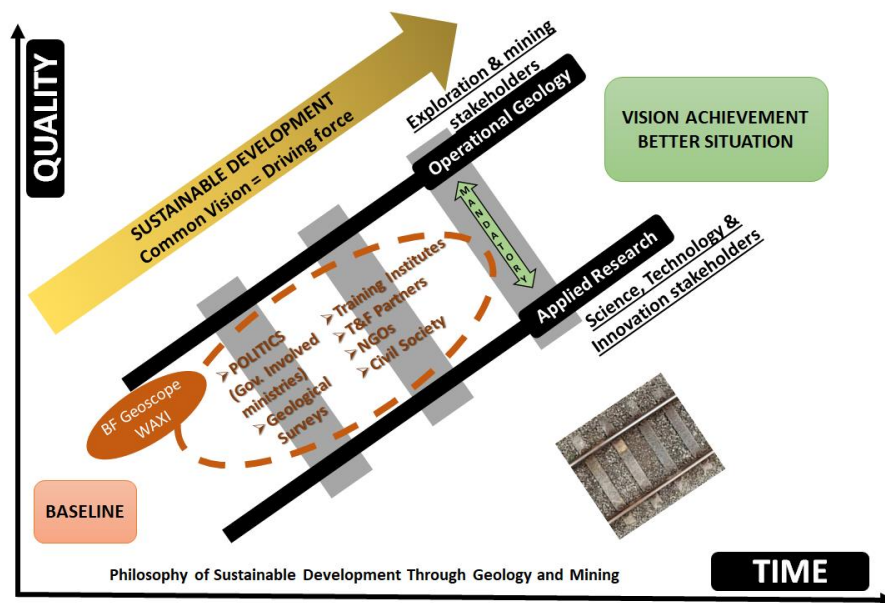 QUALITY
SUSTAINABLE DEVELOPMENT
Common Vision = Driving force
Exploration & mining
stakeholders
Operational Geology
VISION ACHIEVEMENT
BETTER SITUATION
MANDATORY
Applied Research
Science, Technology &
Innovation stakeholders
➢ POLITICS
(Gov. Involved
ministries)
➢ Geological
Surveys
➢ Training Institutes
➢ T&F Partners
➢ NGOs
➢ Civil Society
BF Geoscope
WAXI
BASELINE
Philosophy of Sustainable Development Through Geology and Mining
TIME